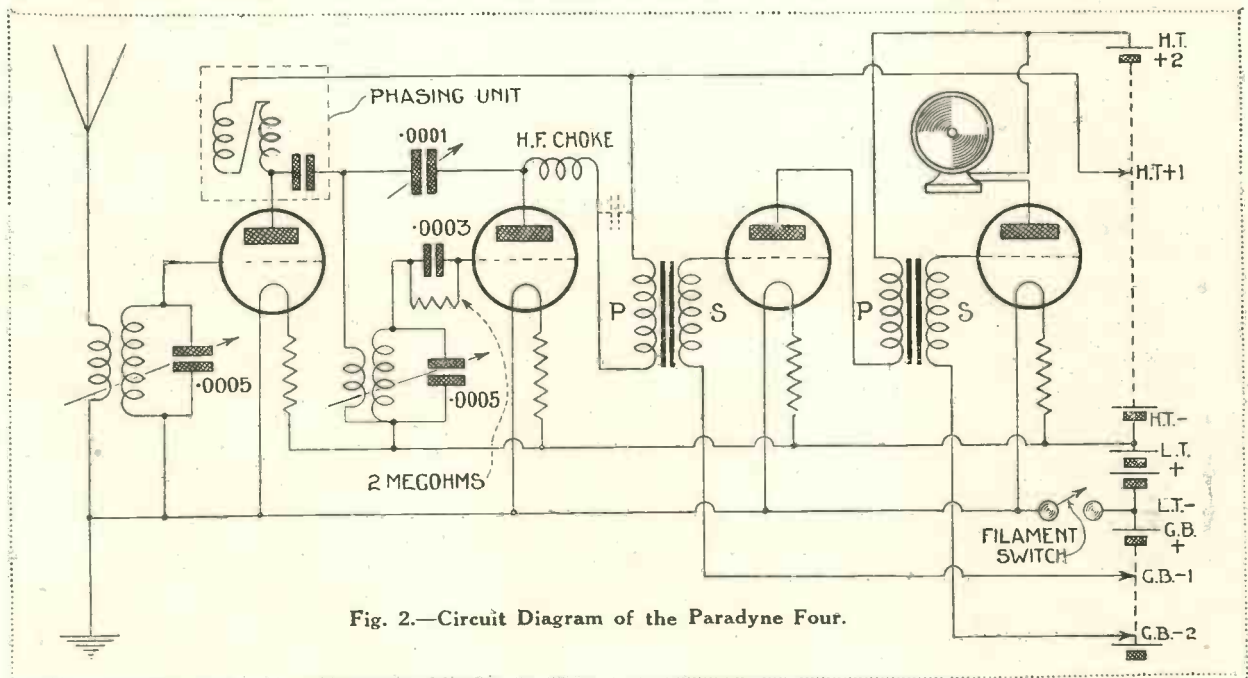 H.T.
+2
PHASING UNIT
·0001
H.F. CHOKE
H.T+1
·0003
P
S
P
S
·0005
·0005
H.T.-
L.T.
+
2 MEGOHMS
L.T.-
G.B.
+
FILAMENT
SWITCH
G.B.-1
Fig. 2.—Circuit Diagram of the Paradyne Four.
G.B.-2